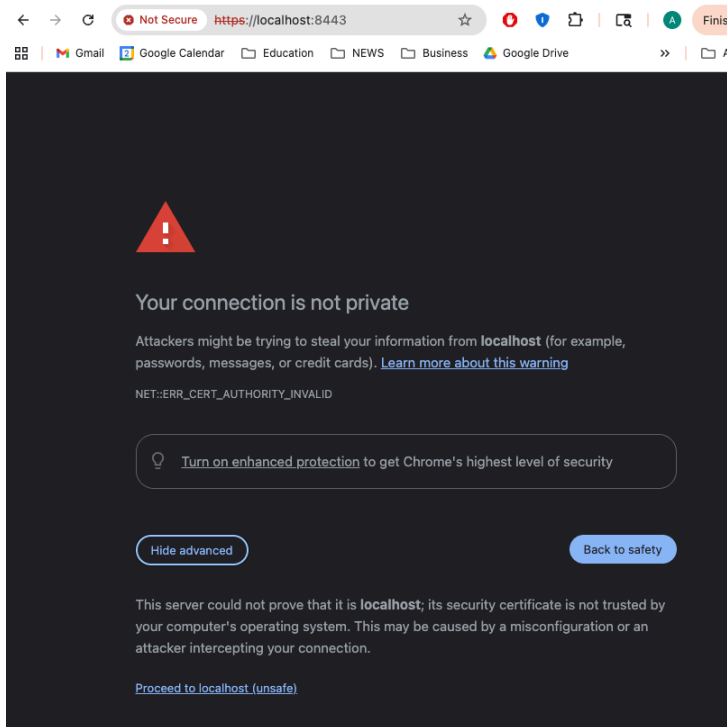 Not Secure https://localhost:8443 A Finis
Gmail 2 Google Calendar Education NEWS Business Google Drive » A
!
Your connection is not private
Attackers might be trying to steal your information from localhost (for example,
passwords, messages, or credit cards). Learn more about this warning
NET::ERR_CERT_AUTHORITY_INVALID
Turn on enhanced protection to get Chrome's highest level of security
Hide advanced Back to safety
This server could not prove that it is localhost; its security certificate is not trusted by
your computer's operating system. This may be caused by a misconfiguration or an
attacker intercepting your connection.
Proceed to localhost (unsafe)